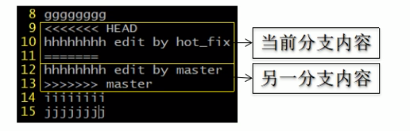 8 gggggggg
9 <<<<<<< HEAD
10 hhhhhhhh edit by hot_fix
11 =======
12 hhhhhhhh edit by master
13 >>>>>>> master
14 iiiiiiii
15 jjjjjjjj
当前分支内容
另一分支内容